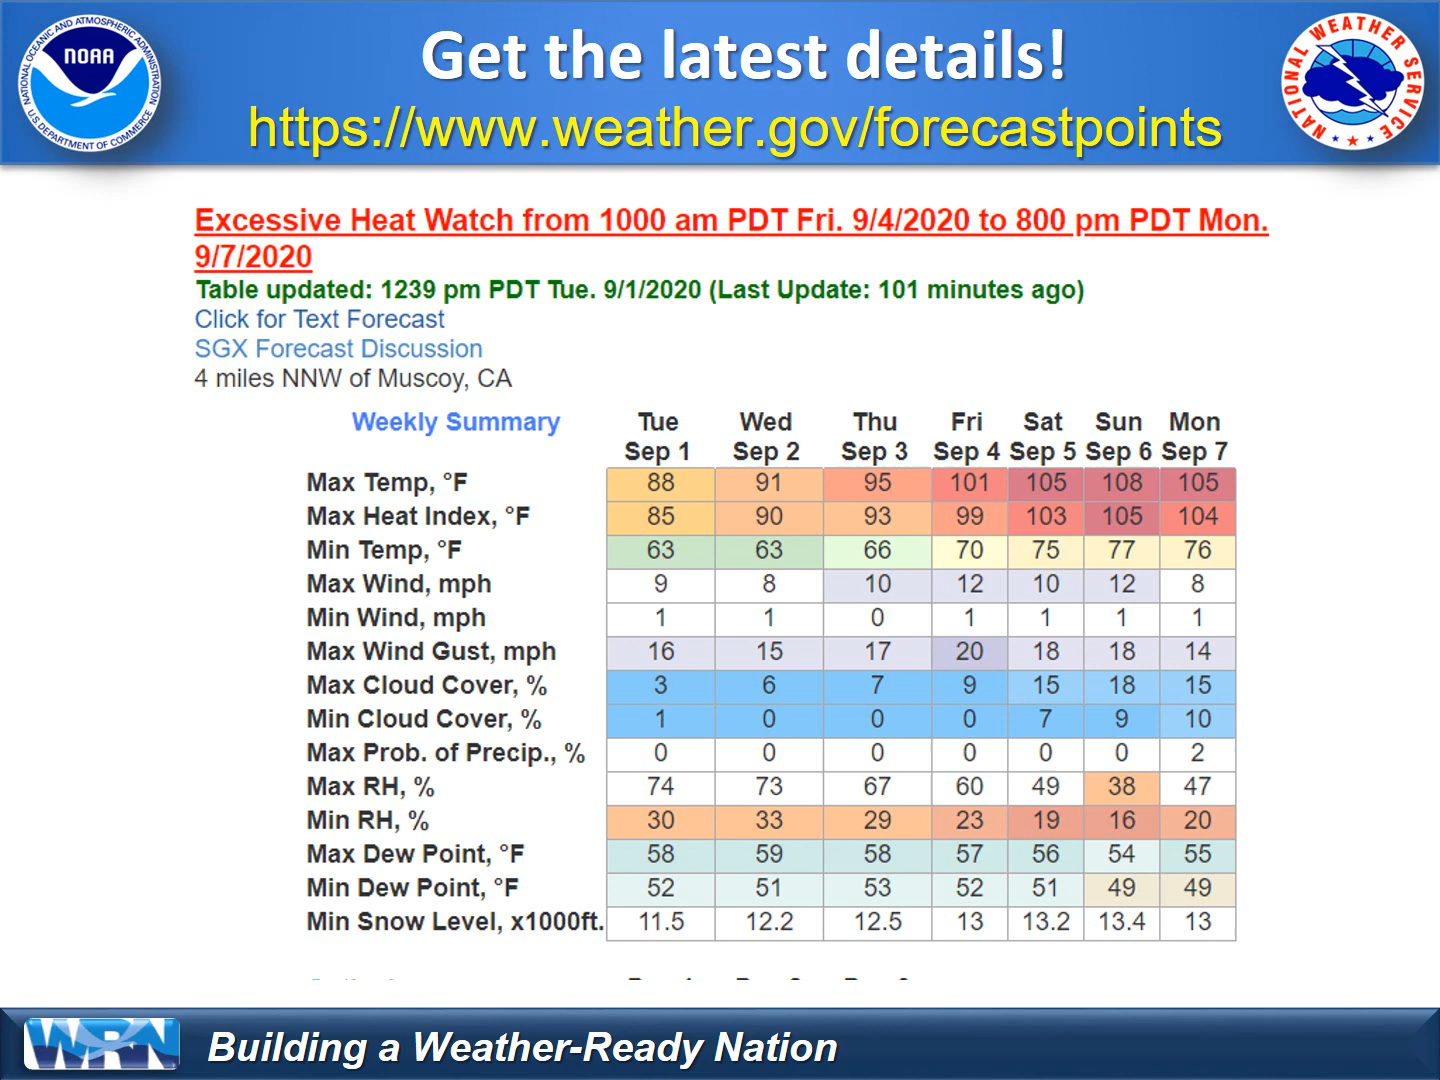 NATIONAL OCEANIC AND ATMOSPHERIC ADMINISTRATION
NOAA
U.S. DEPARTMENT OF COMMERCE
Get the latest details!
https://www.weather.gov/forecastpoints
NATIONAL WEATHER SERVICE
Excessive Heat Watch from 1000 am PDT Fri. 9/4/2020 to 800 pm PDT Mon.
9/7/2020
Table updated: 1239 pm PDT Tue. 9/1/2020 (Last Update: 101 minutes ago)
Click for Text Forecast
SGX Forecast Discussion
4 miles NNW of Muscoy, CA
Weekly Summary Tue Wed Thu Fri Sat Sun Mon
Sep 1 Sep 2 Sep 3 Sep 4 Sep 5 Sep 6 Sep 7
Max Temp, °F 88 91 95 101 105 108 105
Max Heat Index, °F 85 90 93 99 103 105 104
Min Temp, °F 63 63 66 70 75 77 76
Max Wind, mph 9 8 10 12 10 12 8
Min Wind, mph 1 1 0 1 1 1 1
Max Wind Gust, mph 16 15 17 20 18 18 14
Max Cloud Cover, % 3 6 7 9 15 18 15
Min Cloud Cover, % 1 0 0 0 7 9 10
Max Prob. of Precip., % 0 0 0 0 0 0 2
Max RH, % 74 73 67 60 49 38 47
Min RH, % 30 33 29 23 19 16 20
Max Dew Point, °F 58 59 58 57 56 54 55
Min Dew Point, °F 52 51 53 52 51 49 49
Min Snow Level, x1000ft. 11.5 12.2 12.5 13 13.2 13.4 13
WRN
Building a Weather-Ready Nation